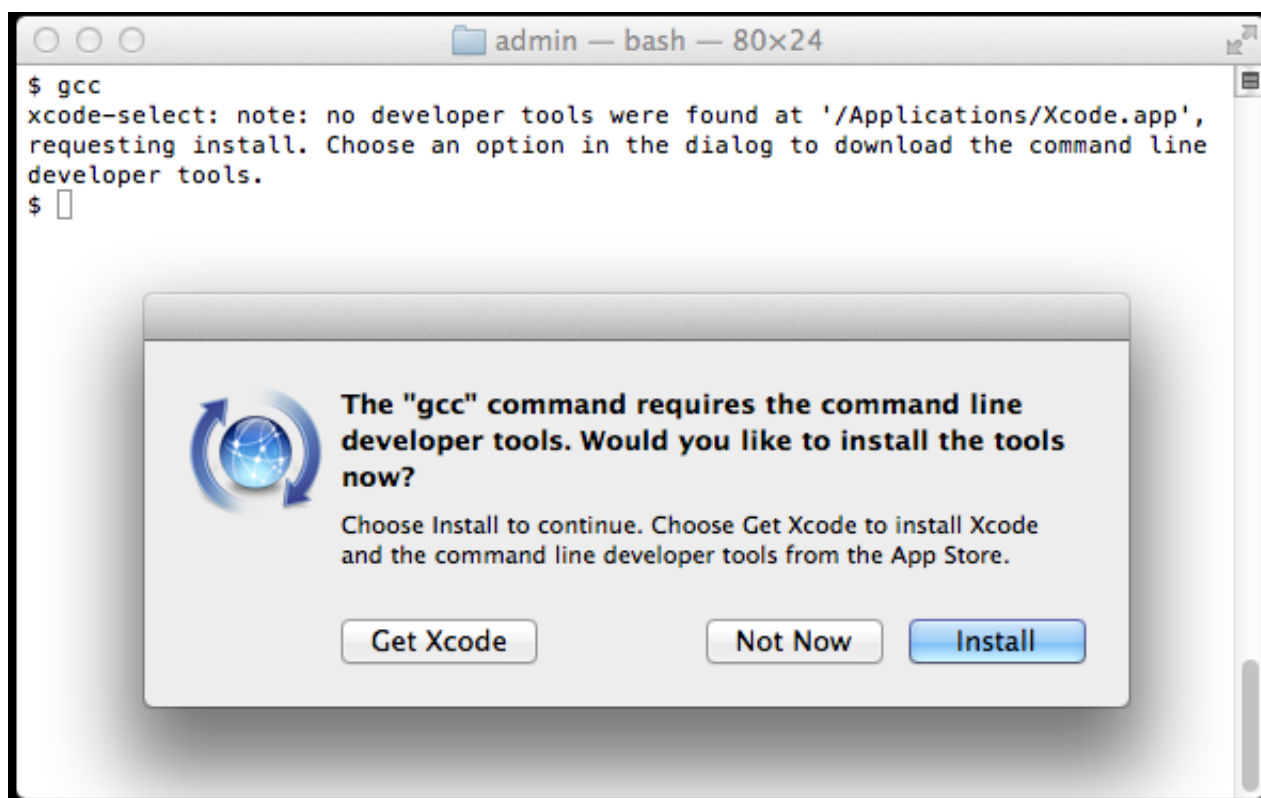 admin — bash — 80×24
$ gcc
xcode-select: note: no developer tools were found at '/Applications/Xcode.app',
requesting install. Choose an option in the dialog to download the command line
developer tools.
$
The "gcc" command requires the command line
developer tools. Would you like to install the tools
now?
Choose Install to continue. Choose Get Xcode to install Xcode
and the command line developer tools from the App Store.
Get Xcode Not Now Install